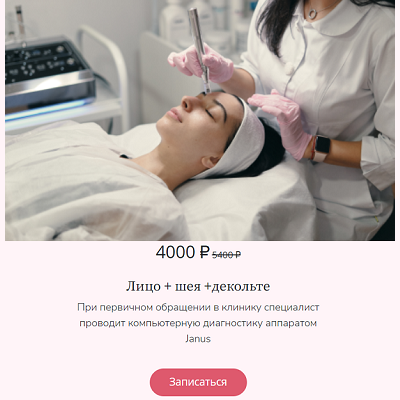 4000 ₽ 5400 ₽
Лицо + шея +декольте
При первичном обращении в клинику специалист
проводит компьютерную диагностику аппаратом
Janus
Записаться